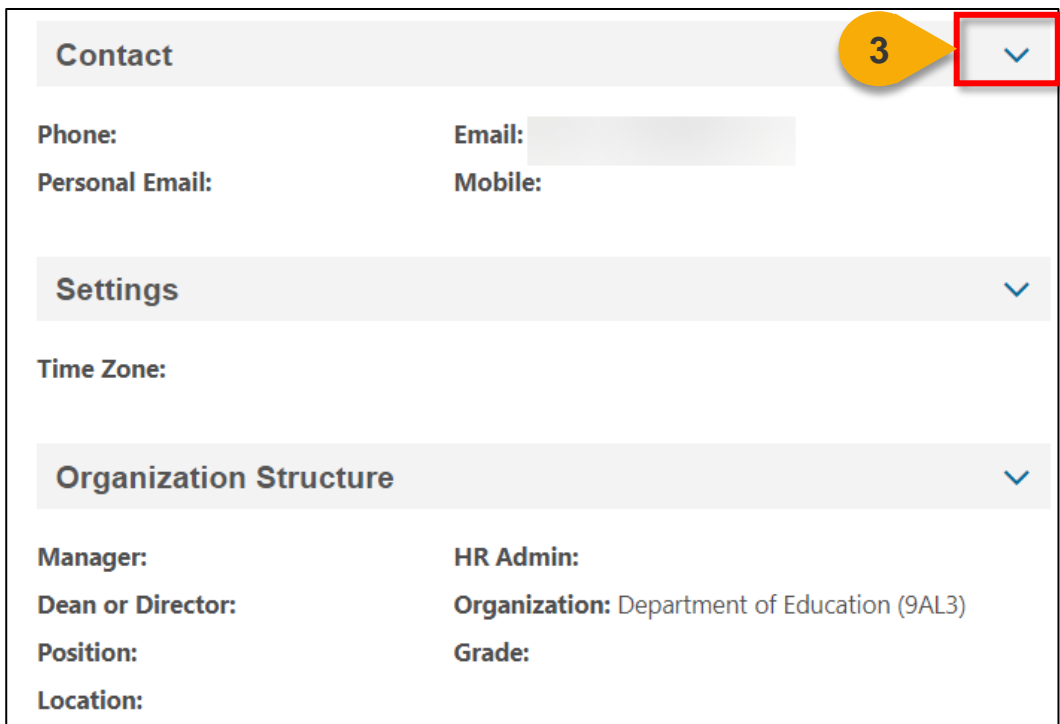 Contact
3
Phone:
Email:
Personal Email:
Mobile:
Settings
Time Zone:
Organization Structure
Manager:
HR Admin:
Dean or Director:
Organization: Department of Education (9AL3)
Position:
Grade:
Location: